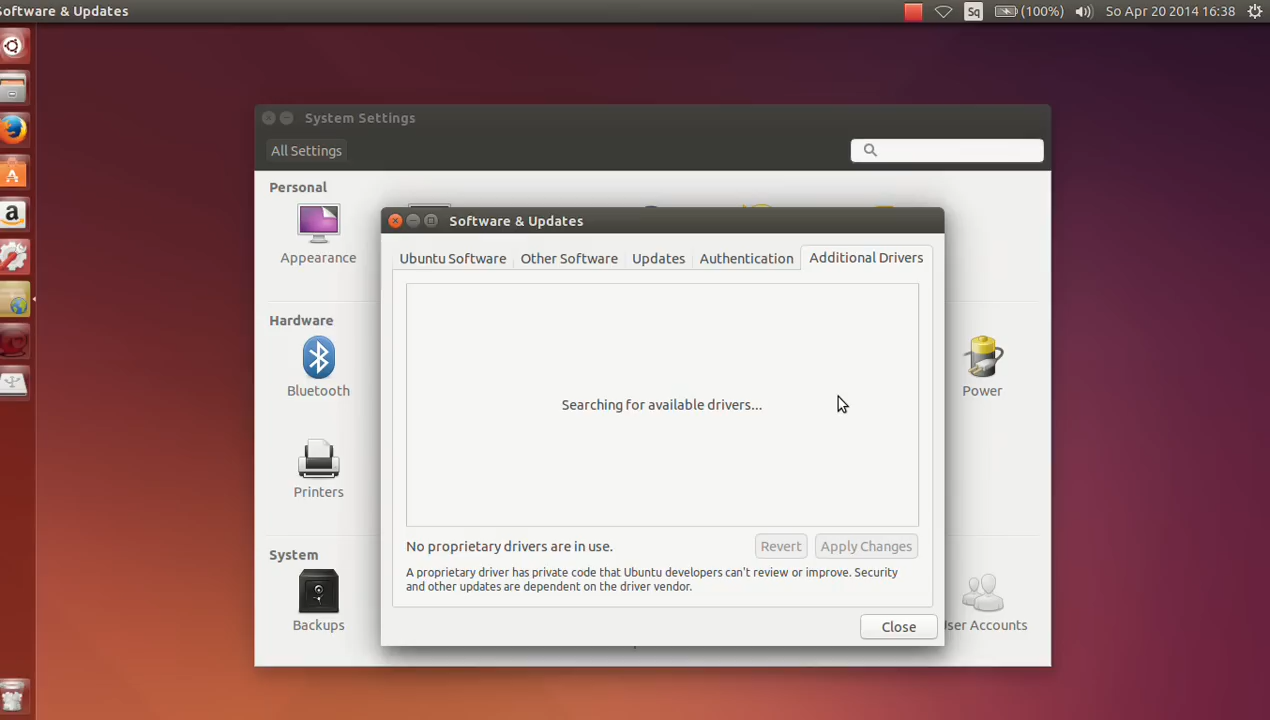 Software & Updates
Sq
(100%)
So Apr 20 2014 16:38
System Settings
All Settings
Personal
Appearance
Software & Updates
Ubuntu Software
Other Software
Updates
Authentication
Additional Drivers
Hardware
Bluetooth
Searching for available drivers...
Power
Printers
No proprietary drivers are in use.
Revert
Apply Changes
System
A proprietary driver has private code that Ubuntu developers can't review or improve. Security
and other updates are dependent on the driver vendor.
Backups
Close
ser Accounts